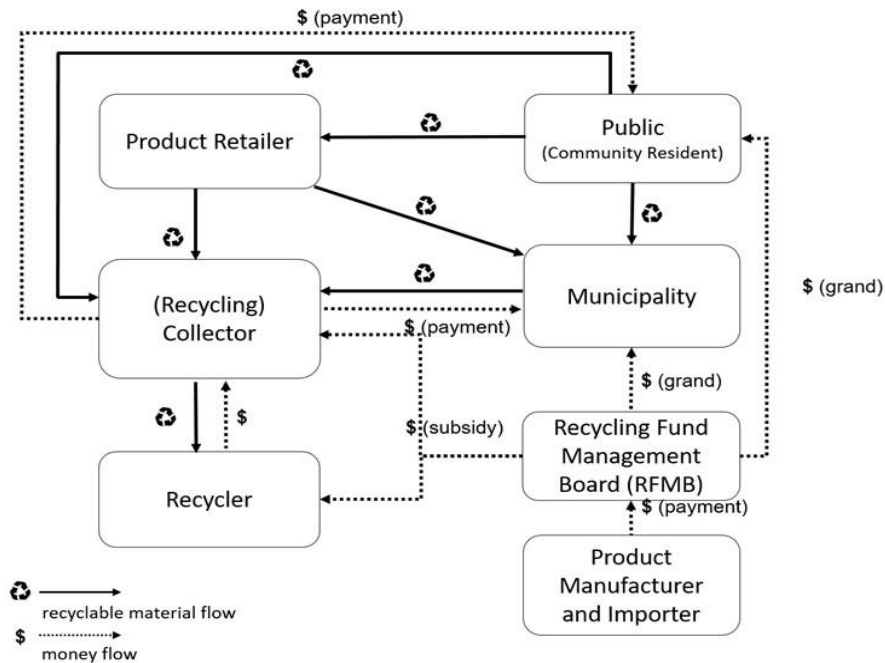 $ (payment)
Product Retailer
Public
(Community Resident)
(Recycling)
Collector
Municipality
$ (grand)
$ (payment)
$ (grand)
$
$ (subsidy)
Recycler
Recycling Fund
Management
Board (RFMB)
$ (payment)
Product
Manufacturer
and Importer
recyclable material flow
$
money flow